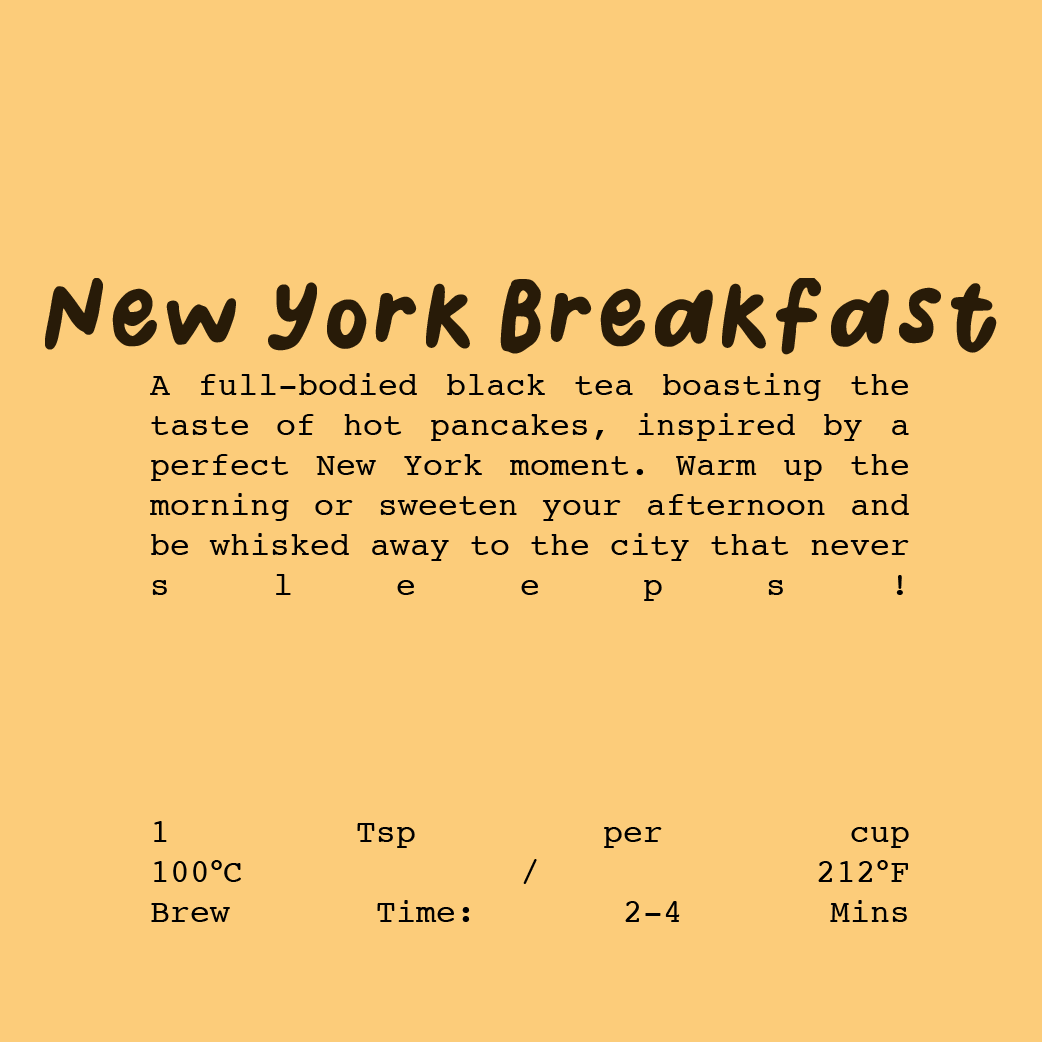 New York Breakfast
A full-bodied black tea boasting the
taste of hot pancakes, inspired by a
perfect New York moment. Warm up the
morning or sweeten your afternoon and
be whisked away to the city that never
sleeps!
1 Tsp per cup
100°C / 212°F
Brew Time: 2-4 Mins